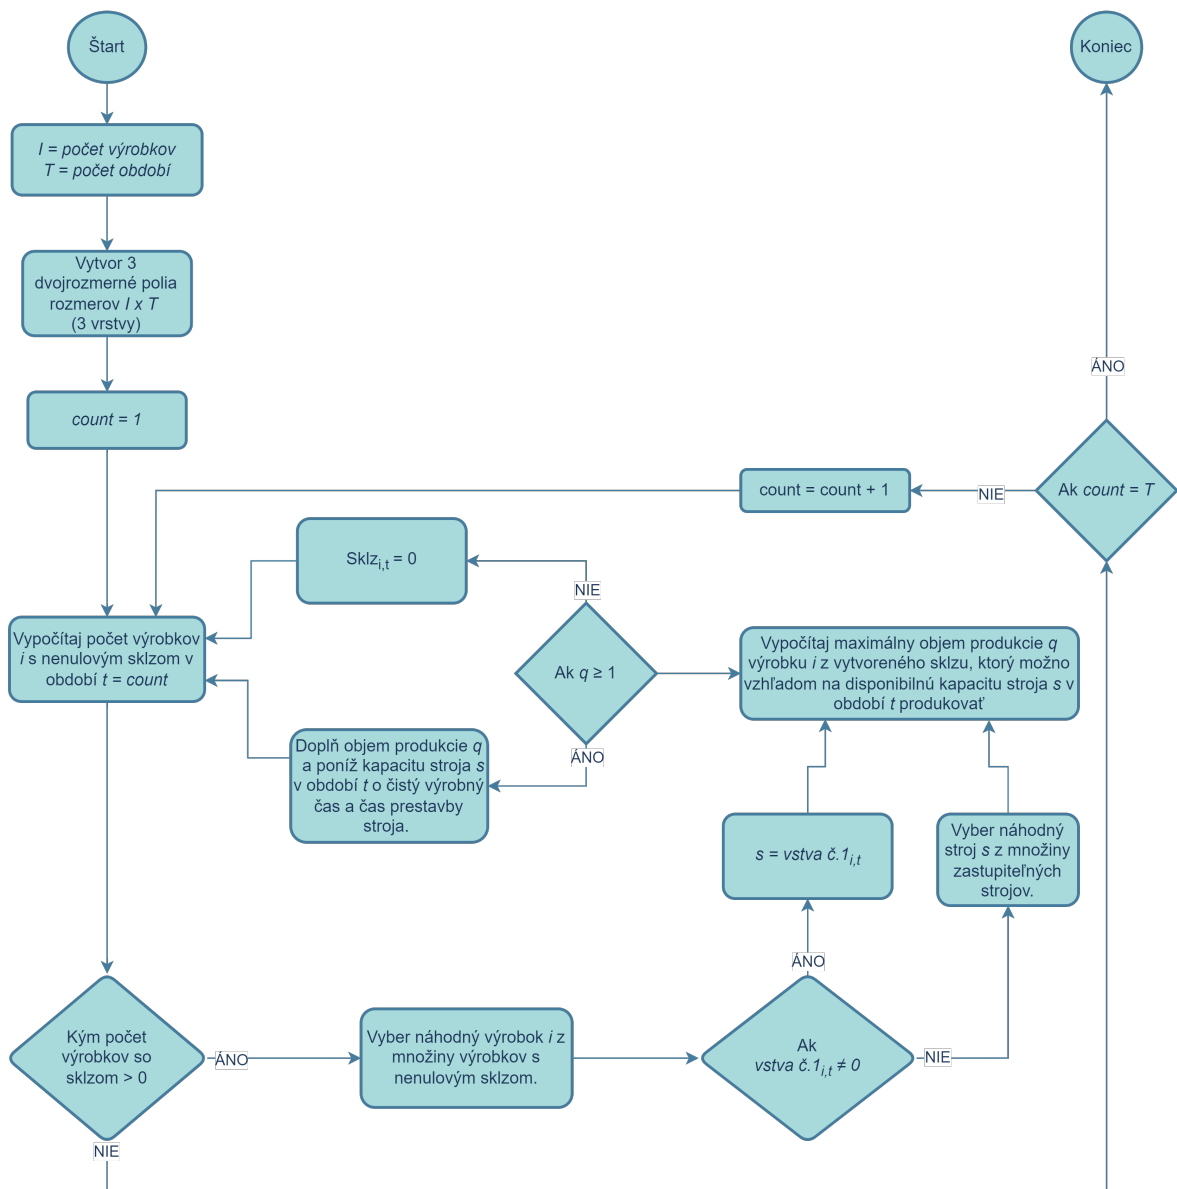 Štart
Koniec
I = počet výrobkov
T = počet období
Vytvor 3
dvojrozmerné polia
rozmerov I x T
(3 vrstvy)
ÁNO
count = 1
count = count + 1
NIE
Ak count = T
Sklz i,t = 0
NIE
Vypočítaj počet výrobkov
i s nenulovým sklzom v
období t = count
Ak q ≥ 1
Vypočítaj maximálny objem produkcie q
výrobku i z vytvoreného sklzu, ktorý možno
vzhľadom na disponibilnú kapacitu stroja s v
období t produkovať
ÁNO
Doplň objem produkcie q
a poníž kapacitu stroja s
v období t o čistý výrobný
čas a čas prestavby
stroja.
s = vstva č.1 i,t
Vyber náhodný
stroj s z množiny
zastupiteľných
strojov.
ÁNO
Kým počet
výrobkov so
sklzom > 0
ÁNO
Vyber náhodný výrobok i z
množiny výrobkov s
nenulovým sklzom.
Ak
vstva č.1 i,t ≠ 0
NIE
NIE